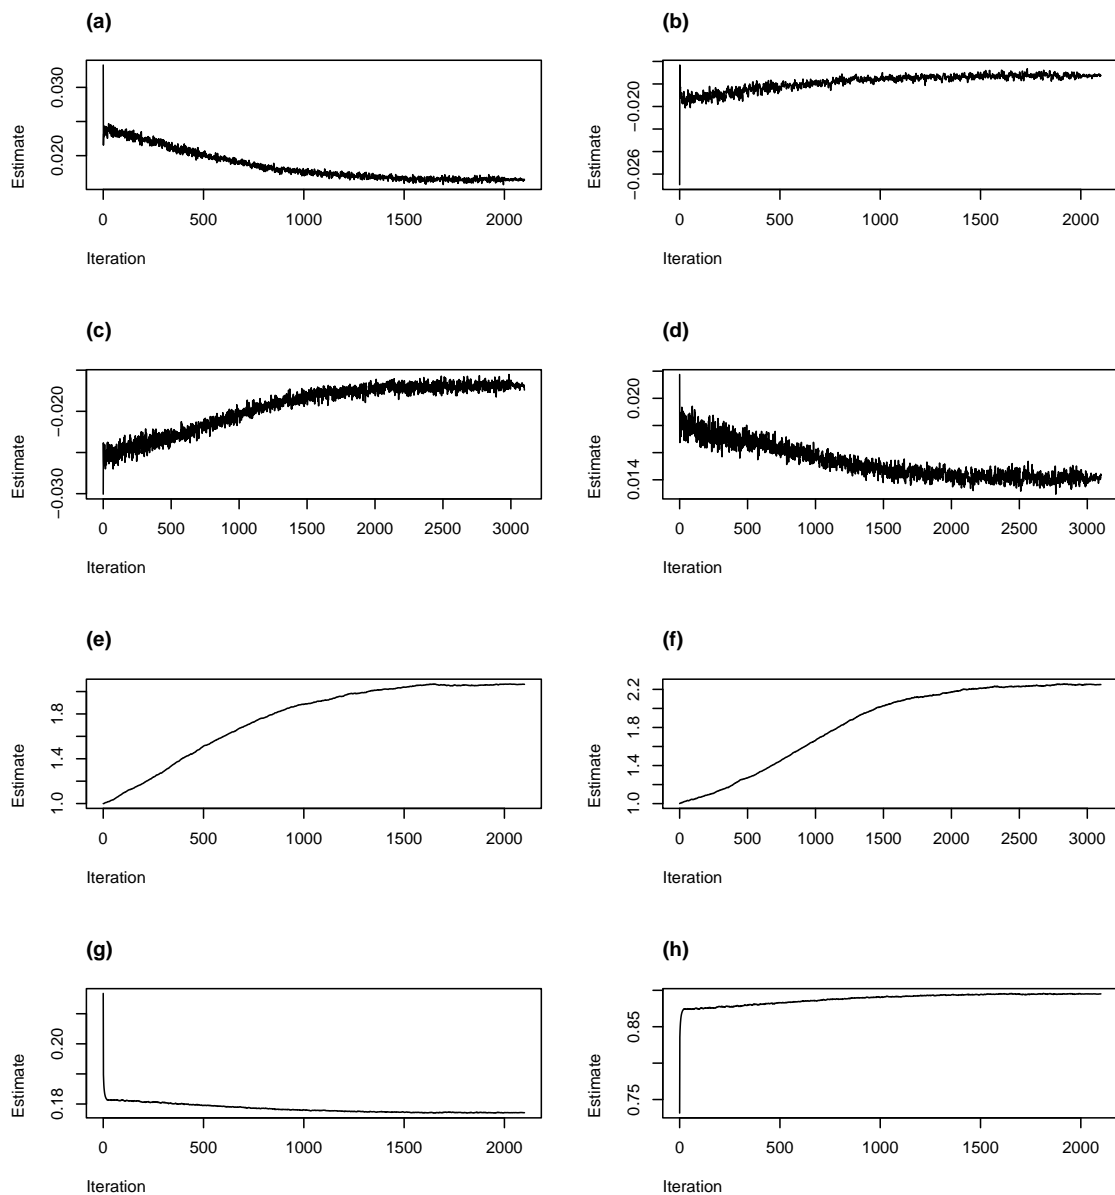 (a)
0.020 0.030
Estimate
0 500 1000 1500 2000
Iteration
(b)
−0.026 −0.020
Estimate
0 500 1000 1500 2000
Iteration
(c)
−0.030 −0.020
Estimate
0 500 1000 1500 2000 2500 3000
Iteration
(d)
0.014 0.020
Estimate
0 500 1000 1500 2000 2500 3000
Iteration
(e)
1.0 1.4 1.8
Estimate
0 500 1000 1500 2000
Iteration
(f)
1.0 1.4 1.8 2.2
Estimate
0 500 1000 1500 2000 2500 3000
Iteration
(g)
0.18 0.20
Estimate
0 500 1000 1500 2000
Iteration
(h)
0.75 0.85
Estimate
0 500 1000 1500 2000
Iteration